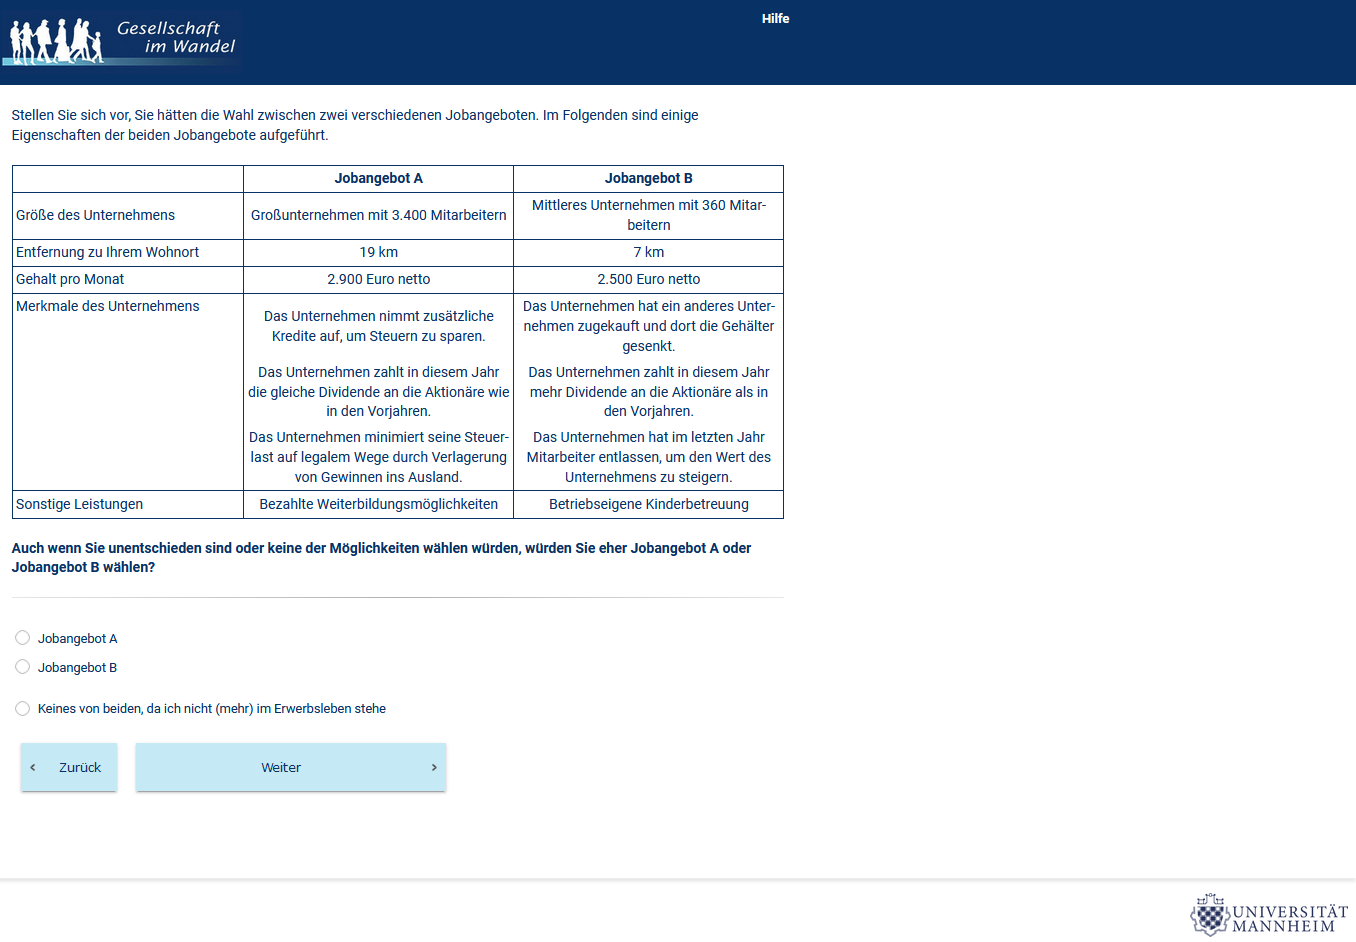 Gesellschaft
im Wandel
Hilfe
Stellen Sie sich vor, Sie hätten die Wahl zwischen zwei verschiedenen Jobangeboten. Im Folgenden sind einige
Eigenschaften der beiden Jobangebote aufgeführt.
Jobangebot A
Jobangebot B
Größe des Unternehmens
Großunternehmen mit 3.400 Mitarbeitern
Mittleres Unternehmen mit 360 Mitar-
beitern
Entfernung zu Ihrem Wohnort
19 km
7 km
Gehalt pro Monat
2.900 Euro netto
2.500 Euro netto
Merkmale des Unternehmens
Das Unternehmen nimmt zusätzliche
Kredite auf, um Steuern zu sparen.
Das Unternehmen hat ein anderes Unter-
nehmen zugekauft und dort die Gehälter
gesenkt.
Das Unternehmen zahlt in diesem Jahr
die gleiche Dividende an die Aktionäre wie
in den Vorjahren.
Das Unternehmen zahlt in diesem Jahr
mehr Dividende an die Aktionäre als in
den Vorjahren.
Das Unternehmen minimiert seine Steuer-
last auf legalem Wege durch Verlagerung
von Gewinnen ins Ausland.
Das Unternehmen hat im letzten Jahr
Mitarbeiter entlassen, um den Wert des
Unternehmens zu steigern.
Sonstige Leistungen
Bezahlte Weiterbildungsmöglichkeiten
Betriebseigene Kinderbetreuung
Auch wenn Sie unentschieden sind oder keine der Möglichkeiten wählen würden, würden Sie eher Jobangebot A oder
Jobangebot B wählen?
Jobangebot A
Jobangebot B
Keines von beiden, da ich nicht (mehr) im Erwerbsleben stehe
Zurück
Weiter
UNIVERSITÄT
MANNHEIM